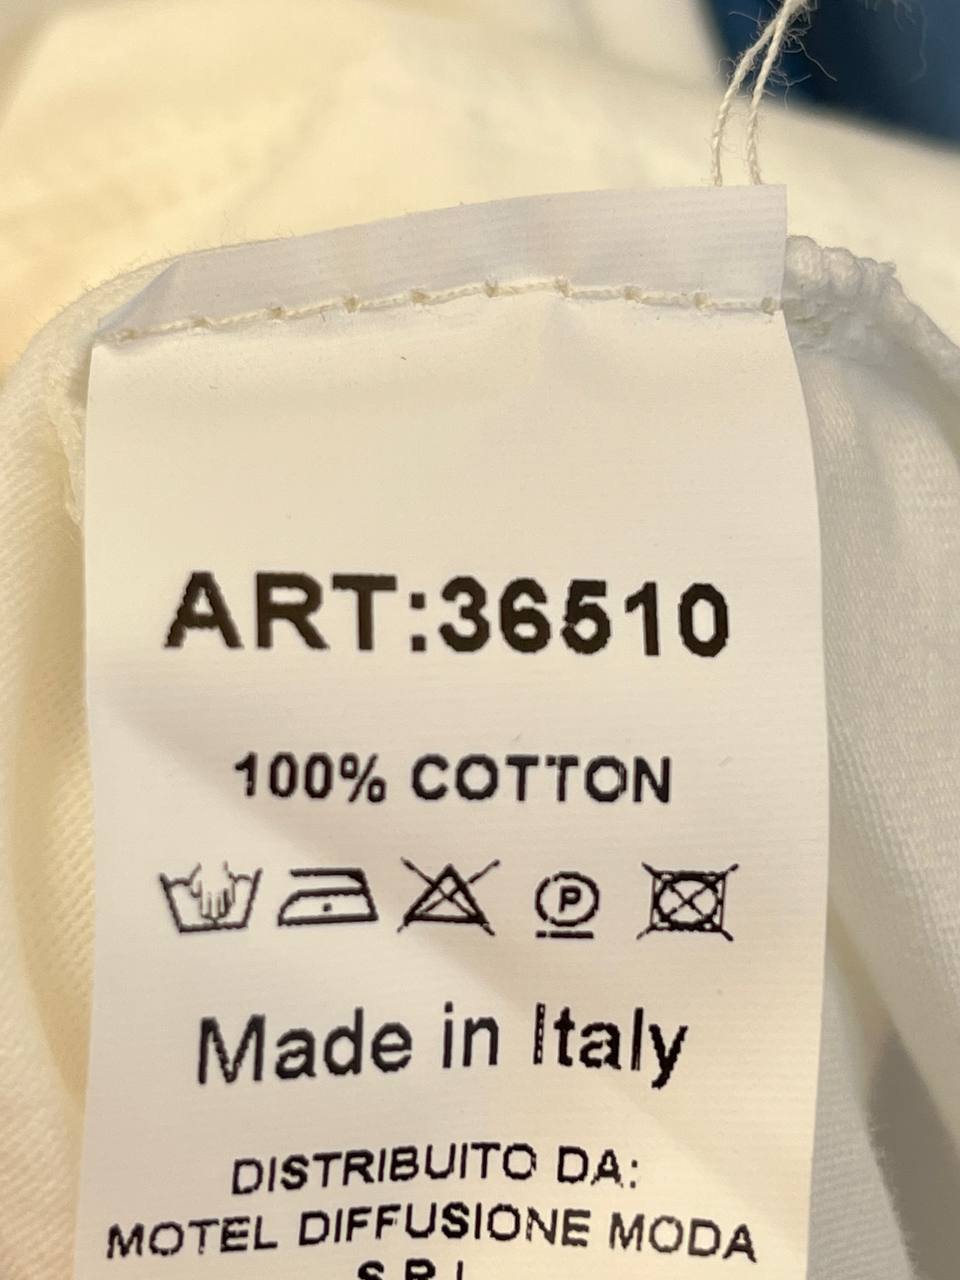 ART:36510
100% COTTON
P
Made in Italy
DISTRIBUITO DA:
MOTEL DIFFUSIONE MODA
S.R.L.